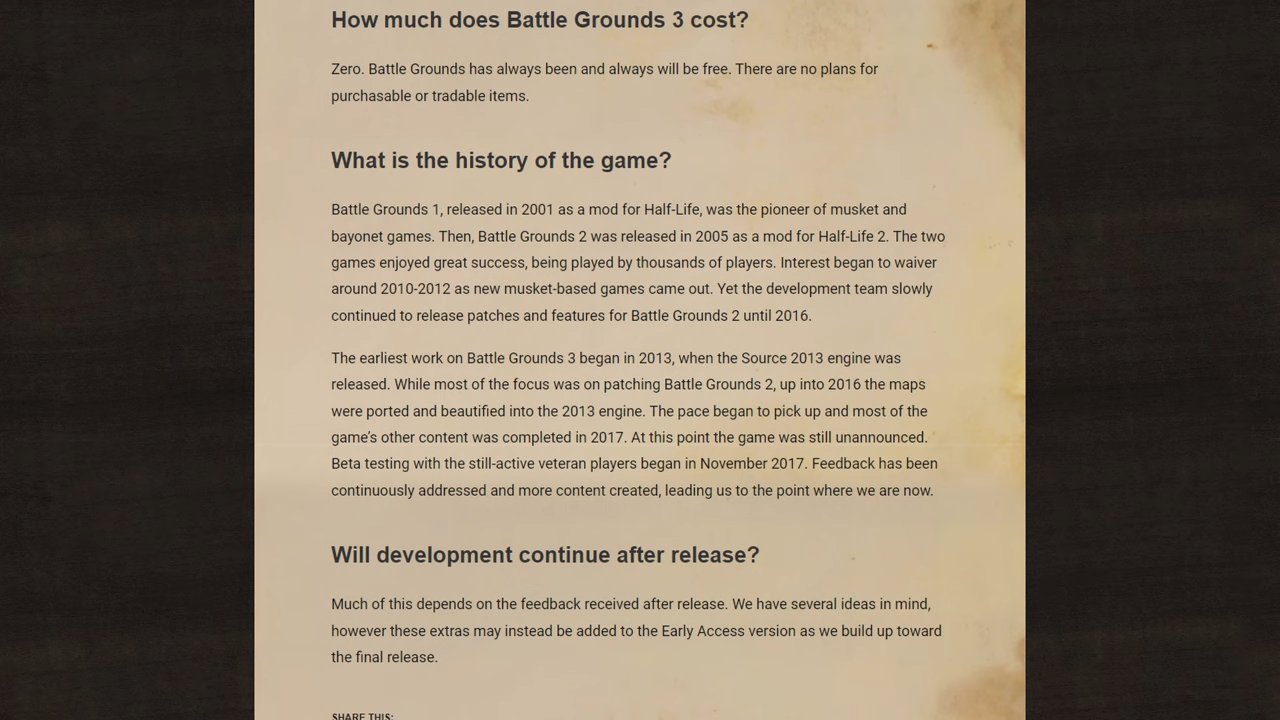 How much does Battle Grounds 3 cost?
Zero. Battle Grounds has always been and always will be free. There are no plans for
purchasable or tradable items.
What is the history of the game?
Battle Grounds 1, released in 2001 as a mod for Half-Life, was the pioneer of musket and
bayonet games. Then, Battle Grounds 2 was released in 2005 as a mod for Half-Life 2. The two
games enjoyed great success, being played by thousands of players. Interest began to waiver
around 2010-2012 as new musket-based games came out. Yet the development team slowly
continued to release patches and features for Battle Grounds 2 until 2016.
The earliest work on Battle Grounds 3 began in 2013, when the Source 2013 engine was
released. While most of the focus was on patching Battle Grounds 2, up into 2016 the maps
were ported and beautified into the 2013 engine. The pace began to pick up and most of the
game's other content was completed in 2017. At this point the game was still unannounced.
Beta testing with the still-active veteran players began in November 2017. Feedback has been
continuously addressed and more content created, leading us to the point where we are now.
Will development continue after release?
Much of this depends on the feedback received after release. We have several ideas in mind,
however these extras may instead be added to the Early Access version as we build up toward
the final release.
SHARE THIS: